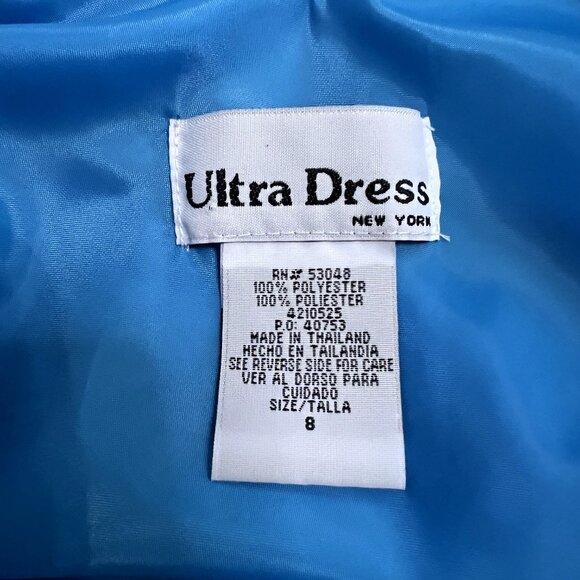 Ultra Dress
NEW YORK
RN# 53048
100% POLYESTER
100% POLIESTER
4210525
P.O: 40753
MADE IN THAILAND
HECHO EN TAILANDIA
SEE REVERSE SIDE FOR CARE
VER AL DORSO PARA
CUIDADO
SIZE/TALLA
8